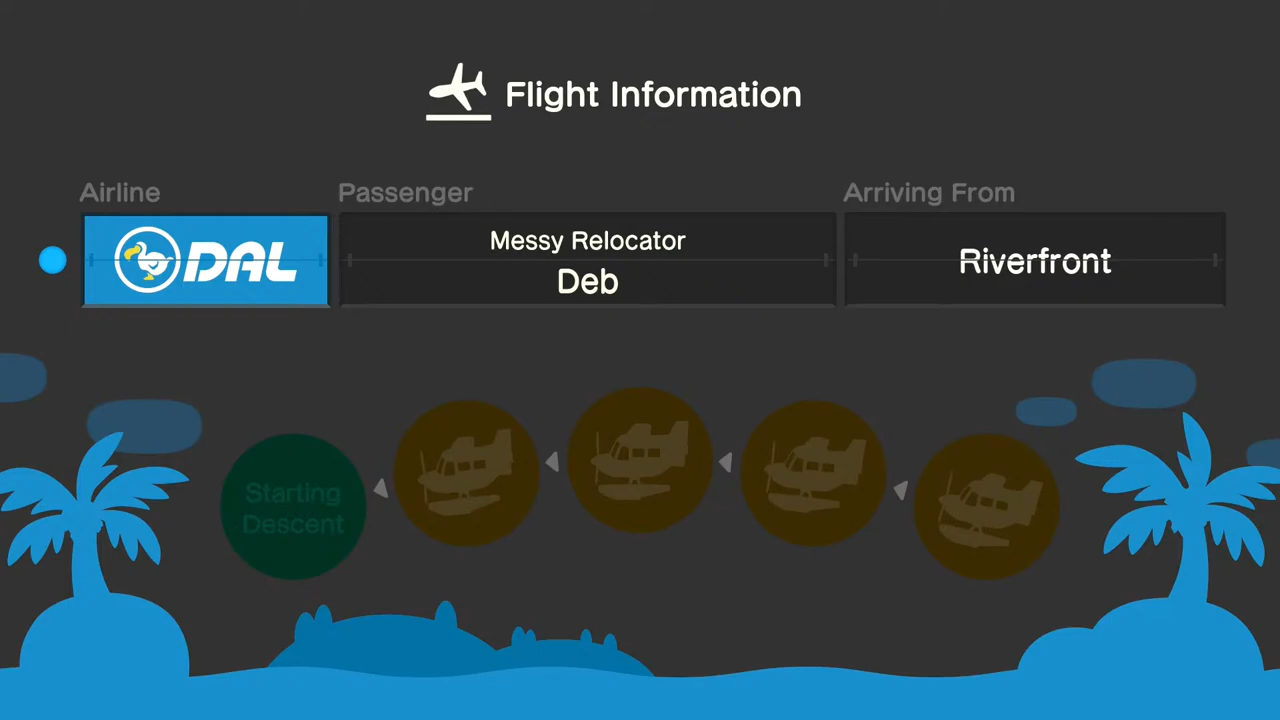 Flight Information
Airline
Passenger
Arriving From
DAL
Messy Relocator
Deb
Riverfront
Starting
Descent